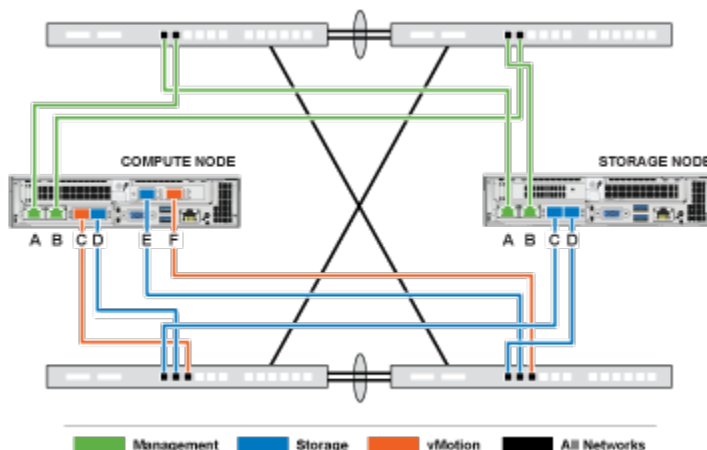 COMPUTE NODE
STORAGE NODE
A B C D E F
A B C D
Management Storage vMotion All Networks